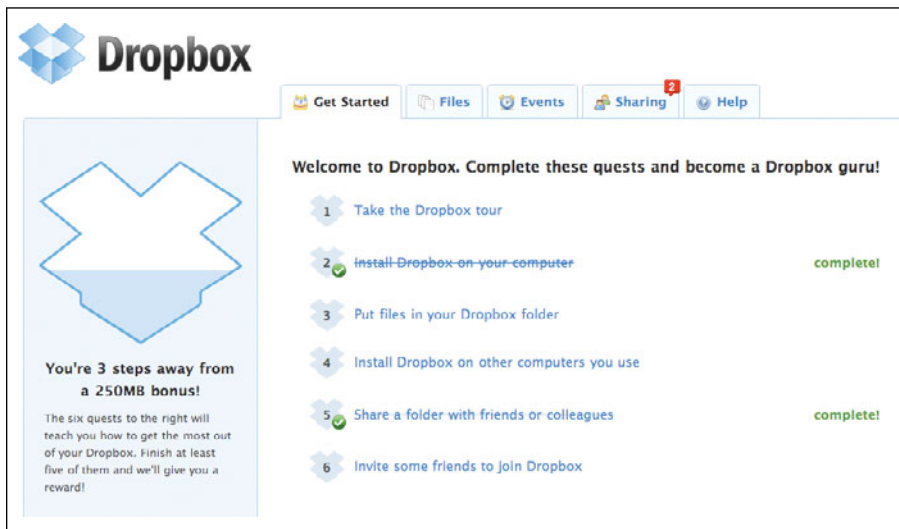 Dropbox
Get Started Files Events Sharing 2 Help
Welcome to Dropbox. Complete these quests and become a Dropbox guru!
1 Take the Dropbox tour
2 Install Dropbox on your computer complete!
3 Put files in your Dropbox folder
4 Install Dropbox on other computers you use
5 Share a folder with friends or colleagues complete!
6 Invite some friends to join Dropbox
You're 3 steps away from
a 250MB bonus!
The six quests to the right will
teach you how to get the most out
of your Dropbox. Finish at least
five of them and we'll give you a
reward!